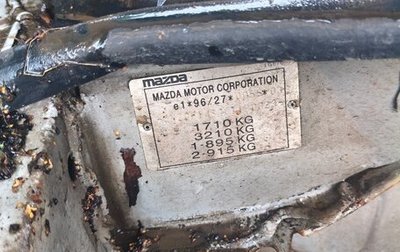 mazda
MAZDA MOTOR CORPORATION
e1*96/27* *
1710 KG
3210 KG
1-895 KG
2-915 KG